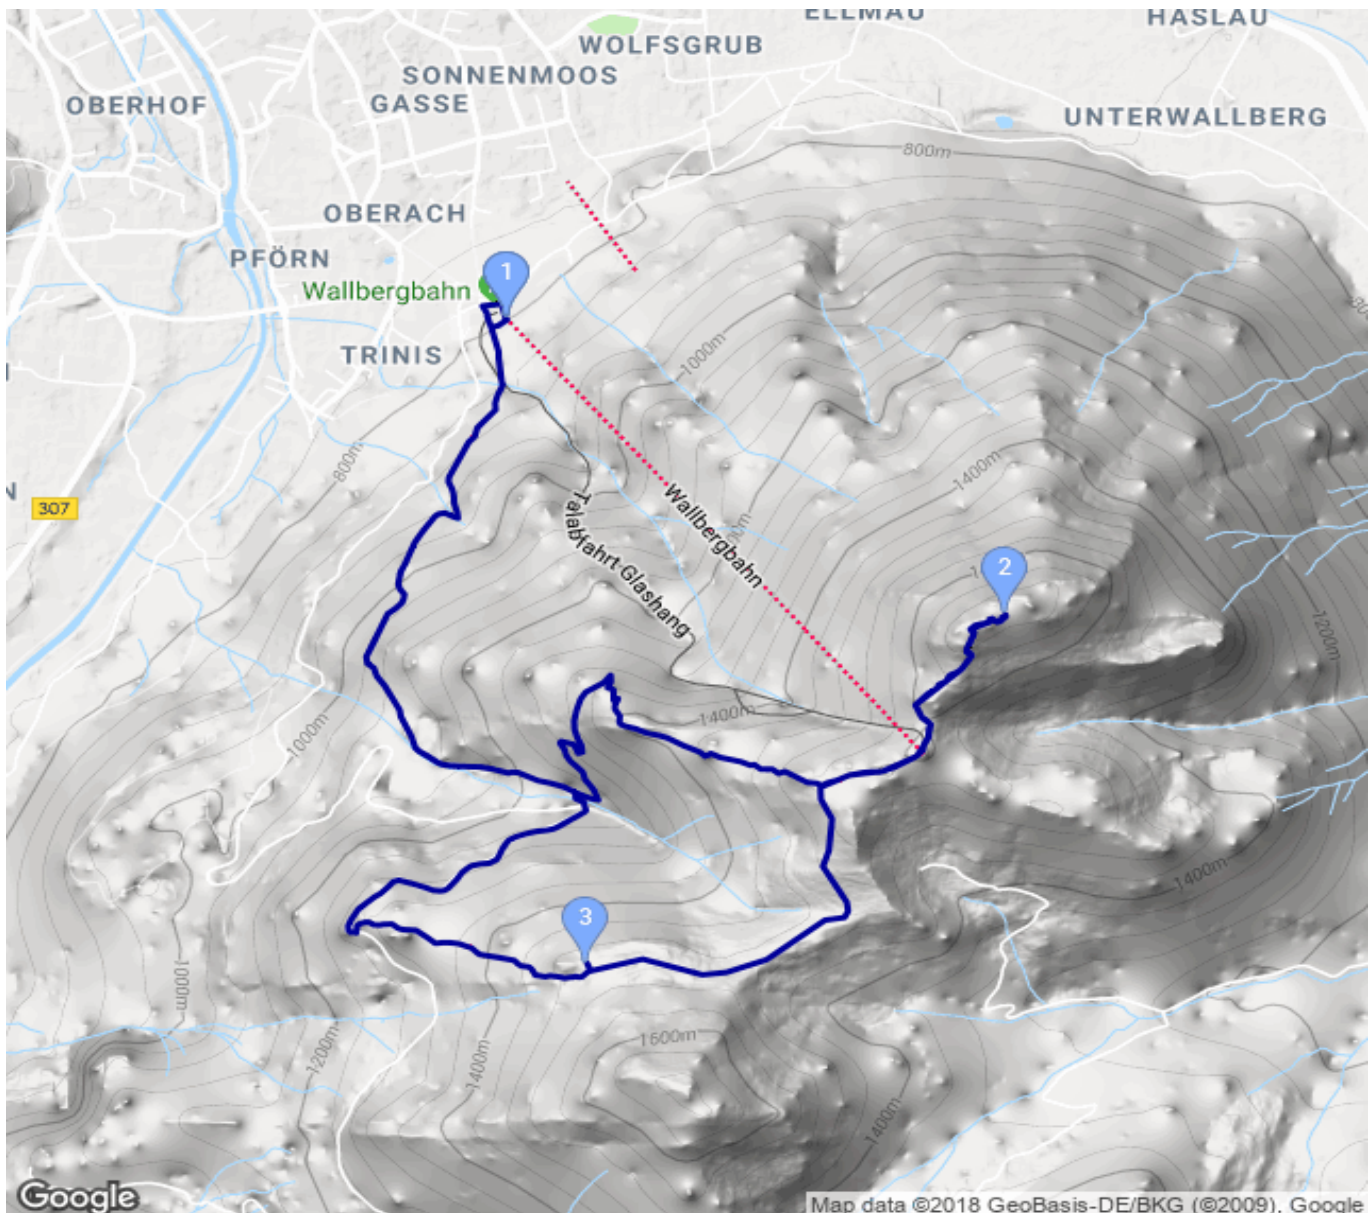 ELLMAU
HASLAU
WOLFSGRUB
SONNENMOOS
GASSE
OBERHOF
UNTERWALLBERG
800m
OBERACH
PFÖRN
1
Wallbergbahn
TRINIS
1000m
800m
1400m
307
Wallbergbahn
Talabfahrt Glashang
2
1200m
1400m
1000m
1400m
3
1000m
1200m
1400m
1600m
1400m
Google
Map data ©2018 GeoBasis-DE/BKG (©2009), Google